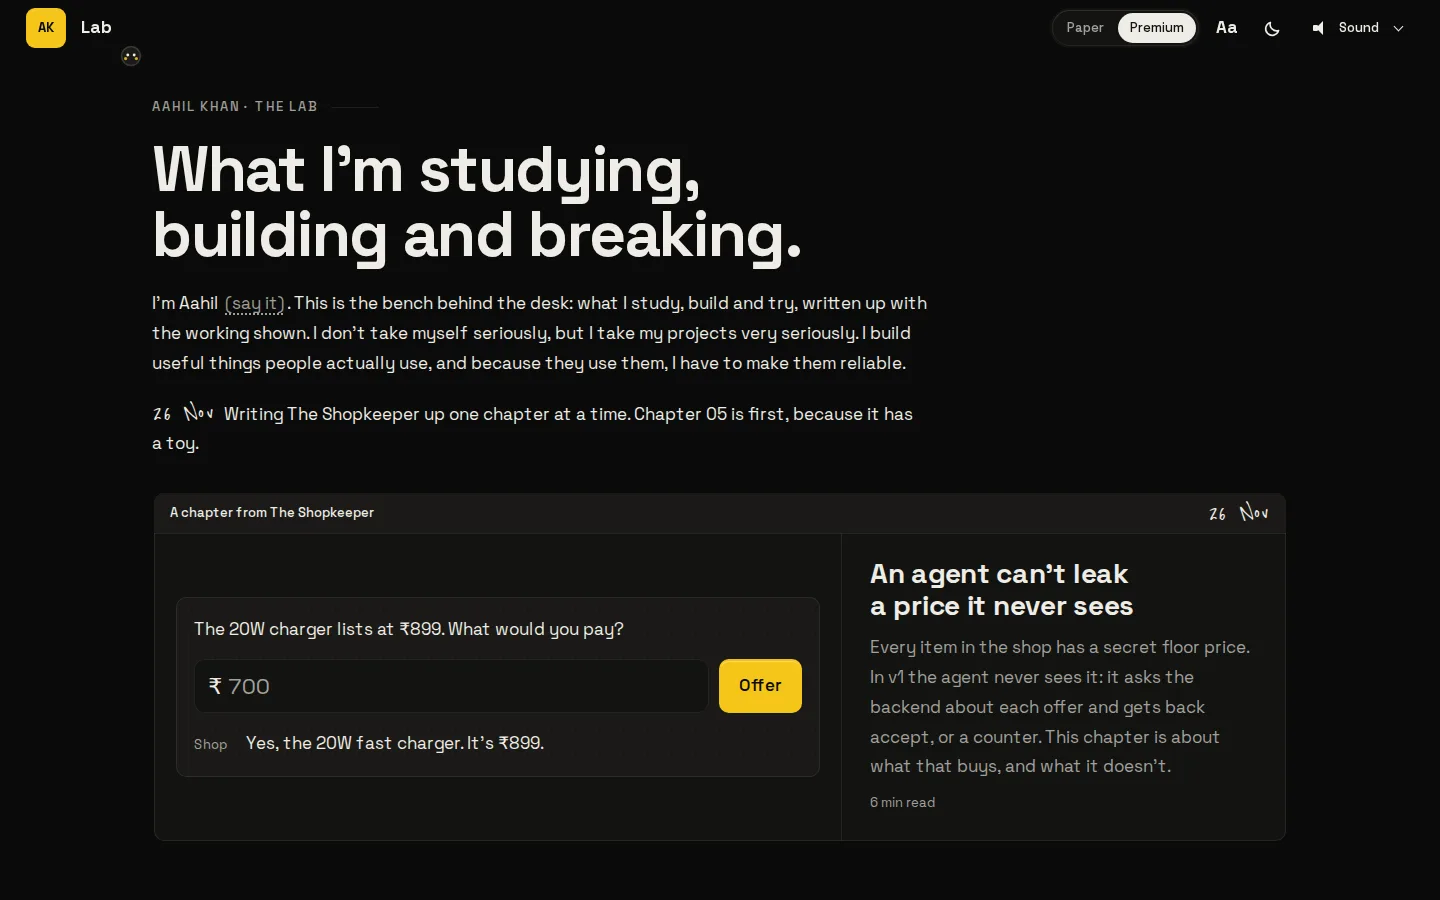 AK Lab
Paper Premium Aa Sound
AAHIL KHAN · THE LAB
What I'm studying,
building and breaking.
I'm Aahil (say it). This is the bench behind the desk: what I study, build and try, written up with
the working shown. I don't take myself seriously, but I take my projects very seriously. I build
useful things people actually use, and because they use them, I have to make them reliable.
26 Nov Writing The Shopkeeper up one chapter at a time. Chapter 05 is first, because it has
a toy.
A chapter from The Shopkeeper 26 Nov
The 20W charger lists at ₹899. What would you pay?
₹ 700 Offer
Shop Yes, the 20W fast charger. It's ₹899.
An agent can't leak
a price it never sees
Every item in the shop has a secret floor price.
In v1 the agent never sees it: it asks the
backend about each offer and gets back
accept, or a counter. This chapter is about
what that buys, and what it doesn't.
6 min read